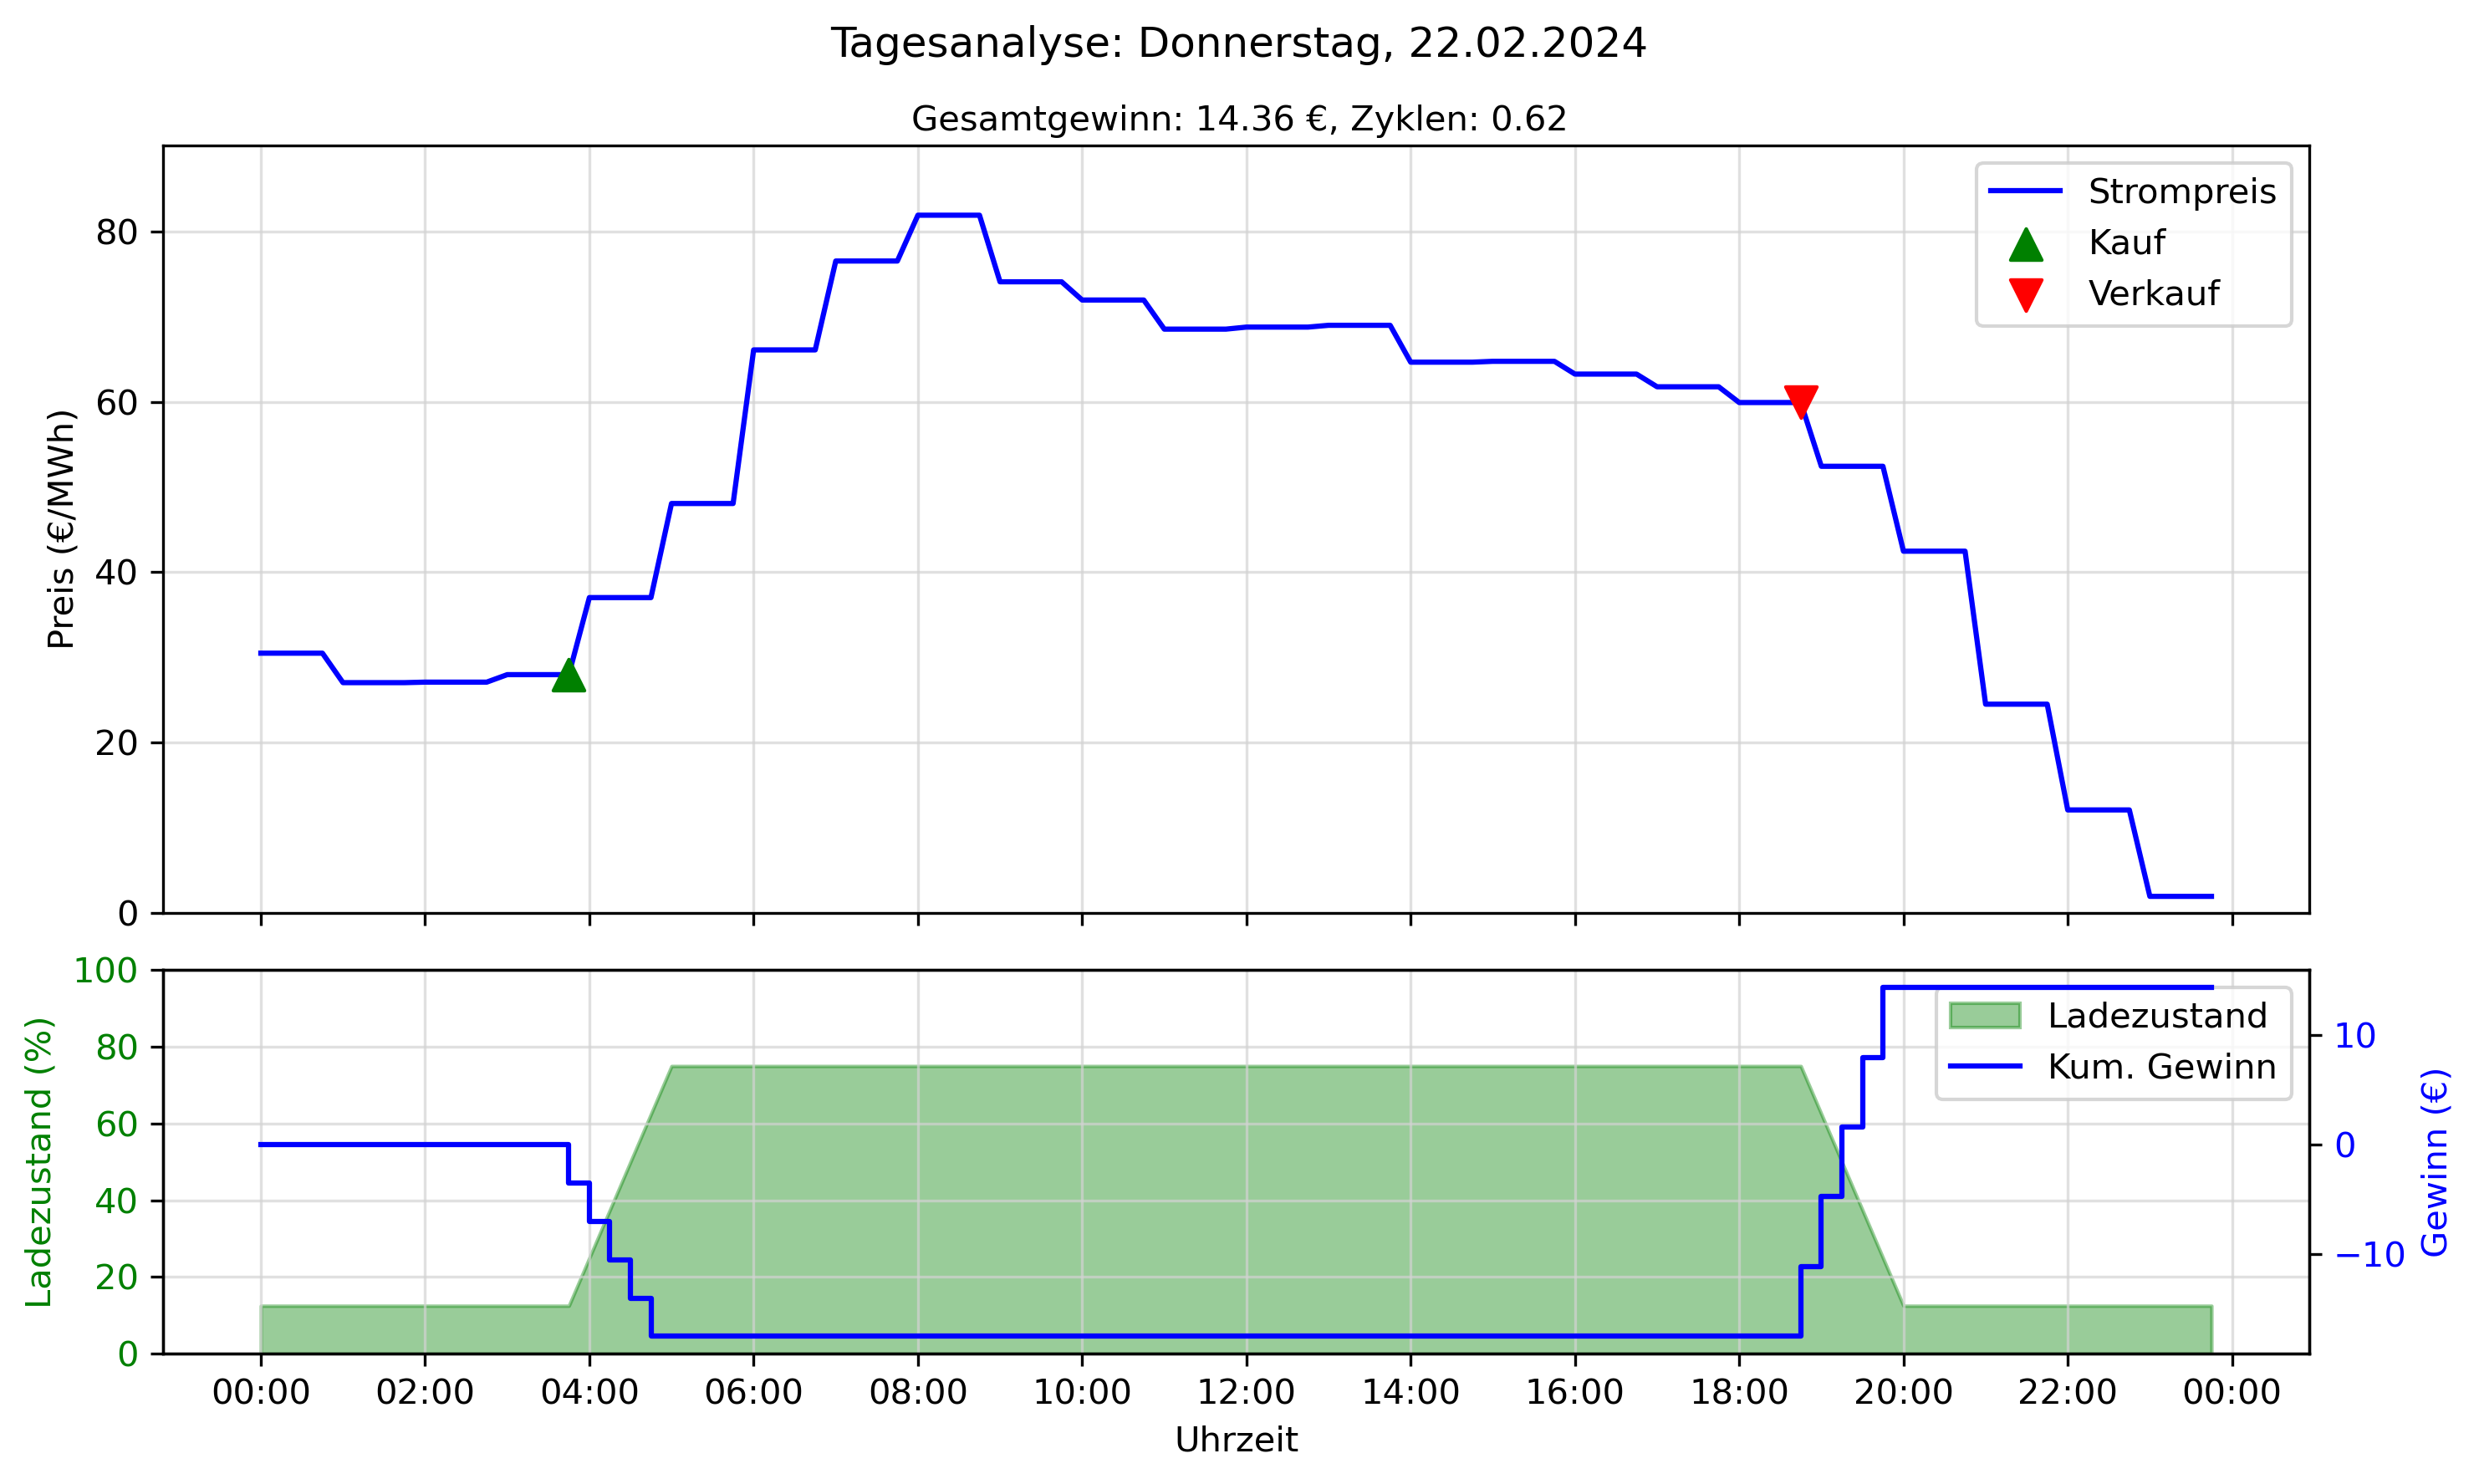 Tagesanalyse: Donnerstag, 22.02.2024
Gesamtgewinn: 14.36 €, Zyklen: 0.62
Preis (€/MWh)
80
60
40
20
0
Strompreis
Kauf
Verkauf
Ladezustand (%)
100
80
60
40
20
0
Ladezustand
Kum. Gewinn
10
0
−10
Gewinn (€)
00:00 02:00 04:00 06:00 08:00 10:00 12:00 14:00 16:00 18:00 20:00 22:00 00:00
Uhrzeit